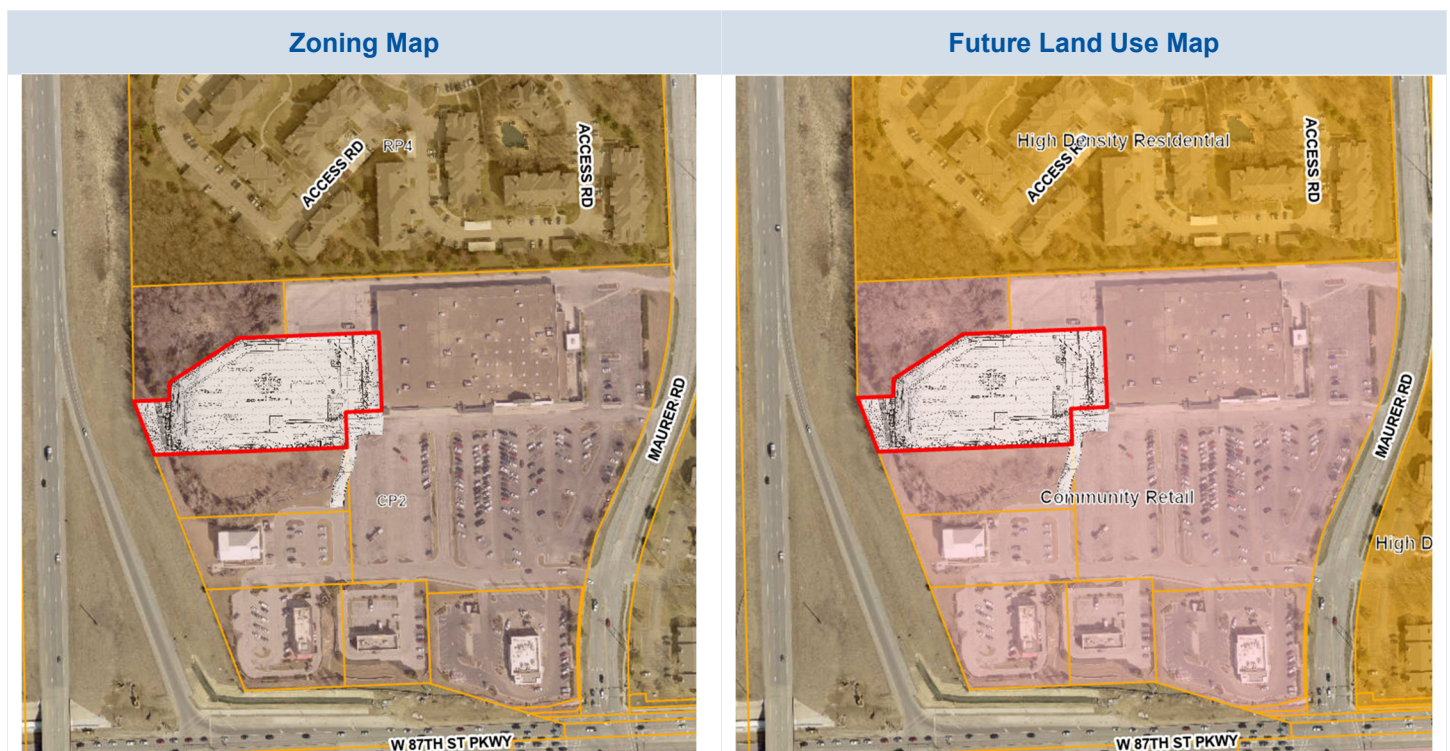 Zoning Map
Future Land Use Map
RP4
ACCESS RD
ACCESS RD
MAURER RD
CP2
W 87TH ST PKWY
High Density Residential
ACCESS RD
ACCESS RD
MAURER RD
Community Retail
High D
W 87TH ST PKWY